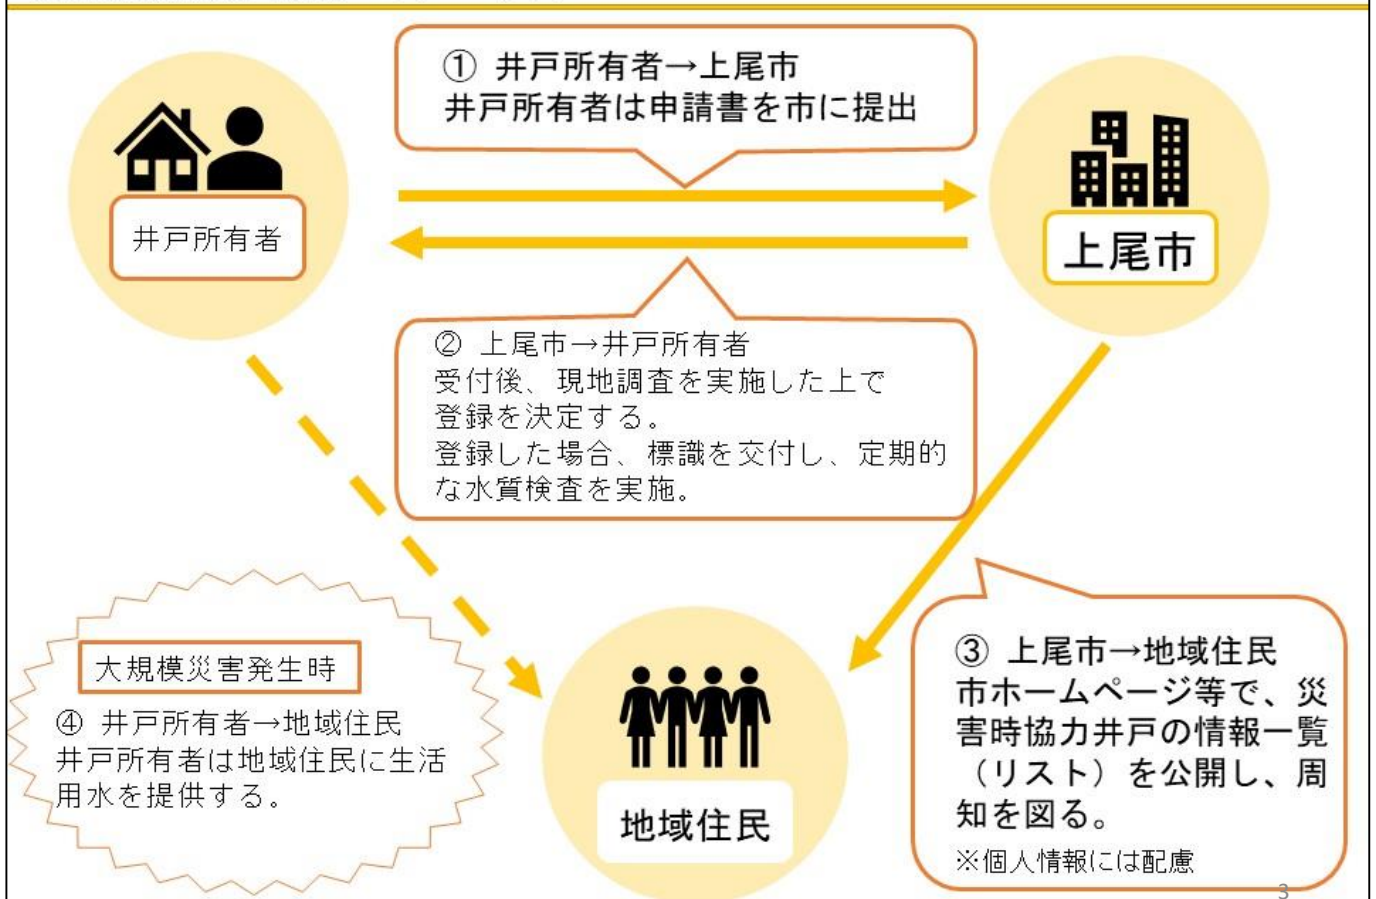 ① 井戸所有者→上尾市
井戸所有者は申請書を市に提出
井戸所有者
上尾市
② 上尾市→井戸所有者
受付後、現地調査を実施した上で
登録を決定する。
登録した場合、標識を交付し、定期的
な水質検査を実施。
大規模災害発生時
④ 井戸所有者→地域住民
井戸所有者は地域住民に生活
用水を提供する。
地域住民
③ 上尾市→地域住民
市ホームページ等で、災
害時協力井戸の情報一覧
（リスト）を公開し、周
知を図る。
※個人情報には配慮
3